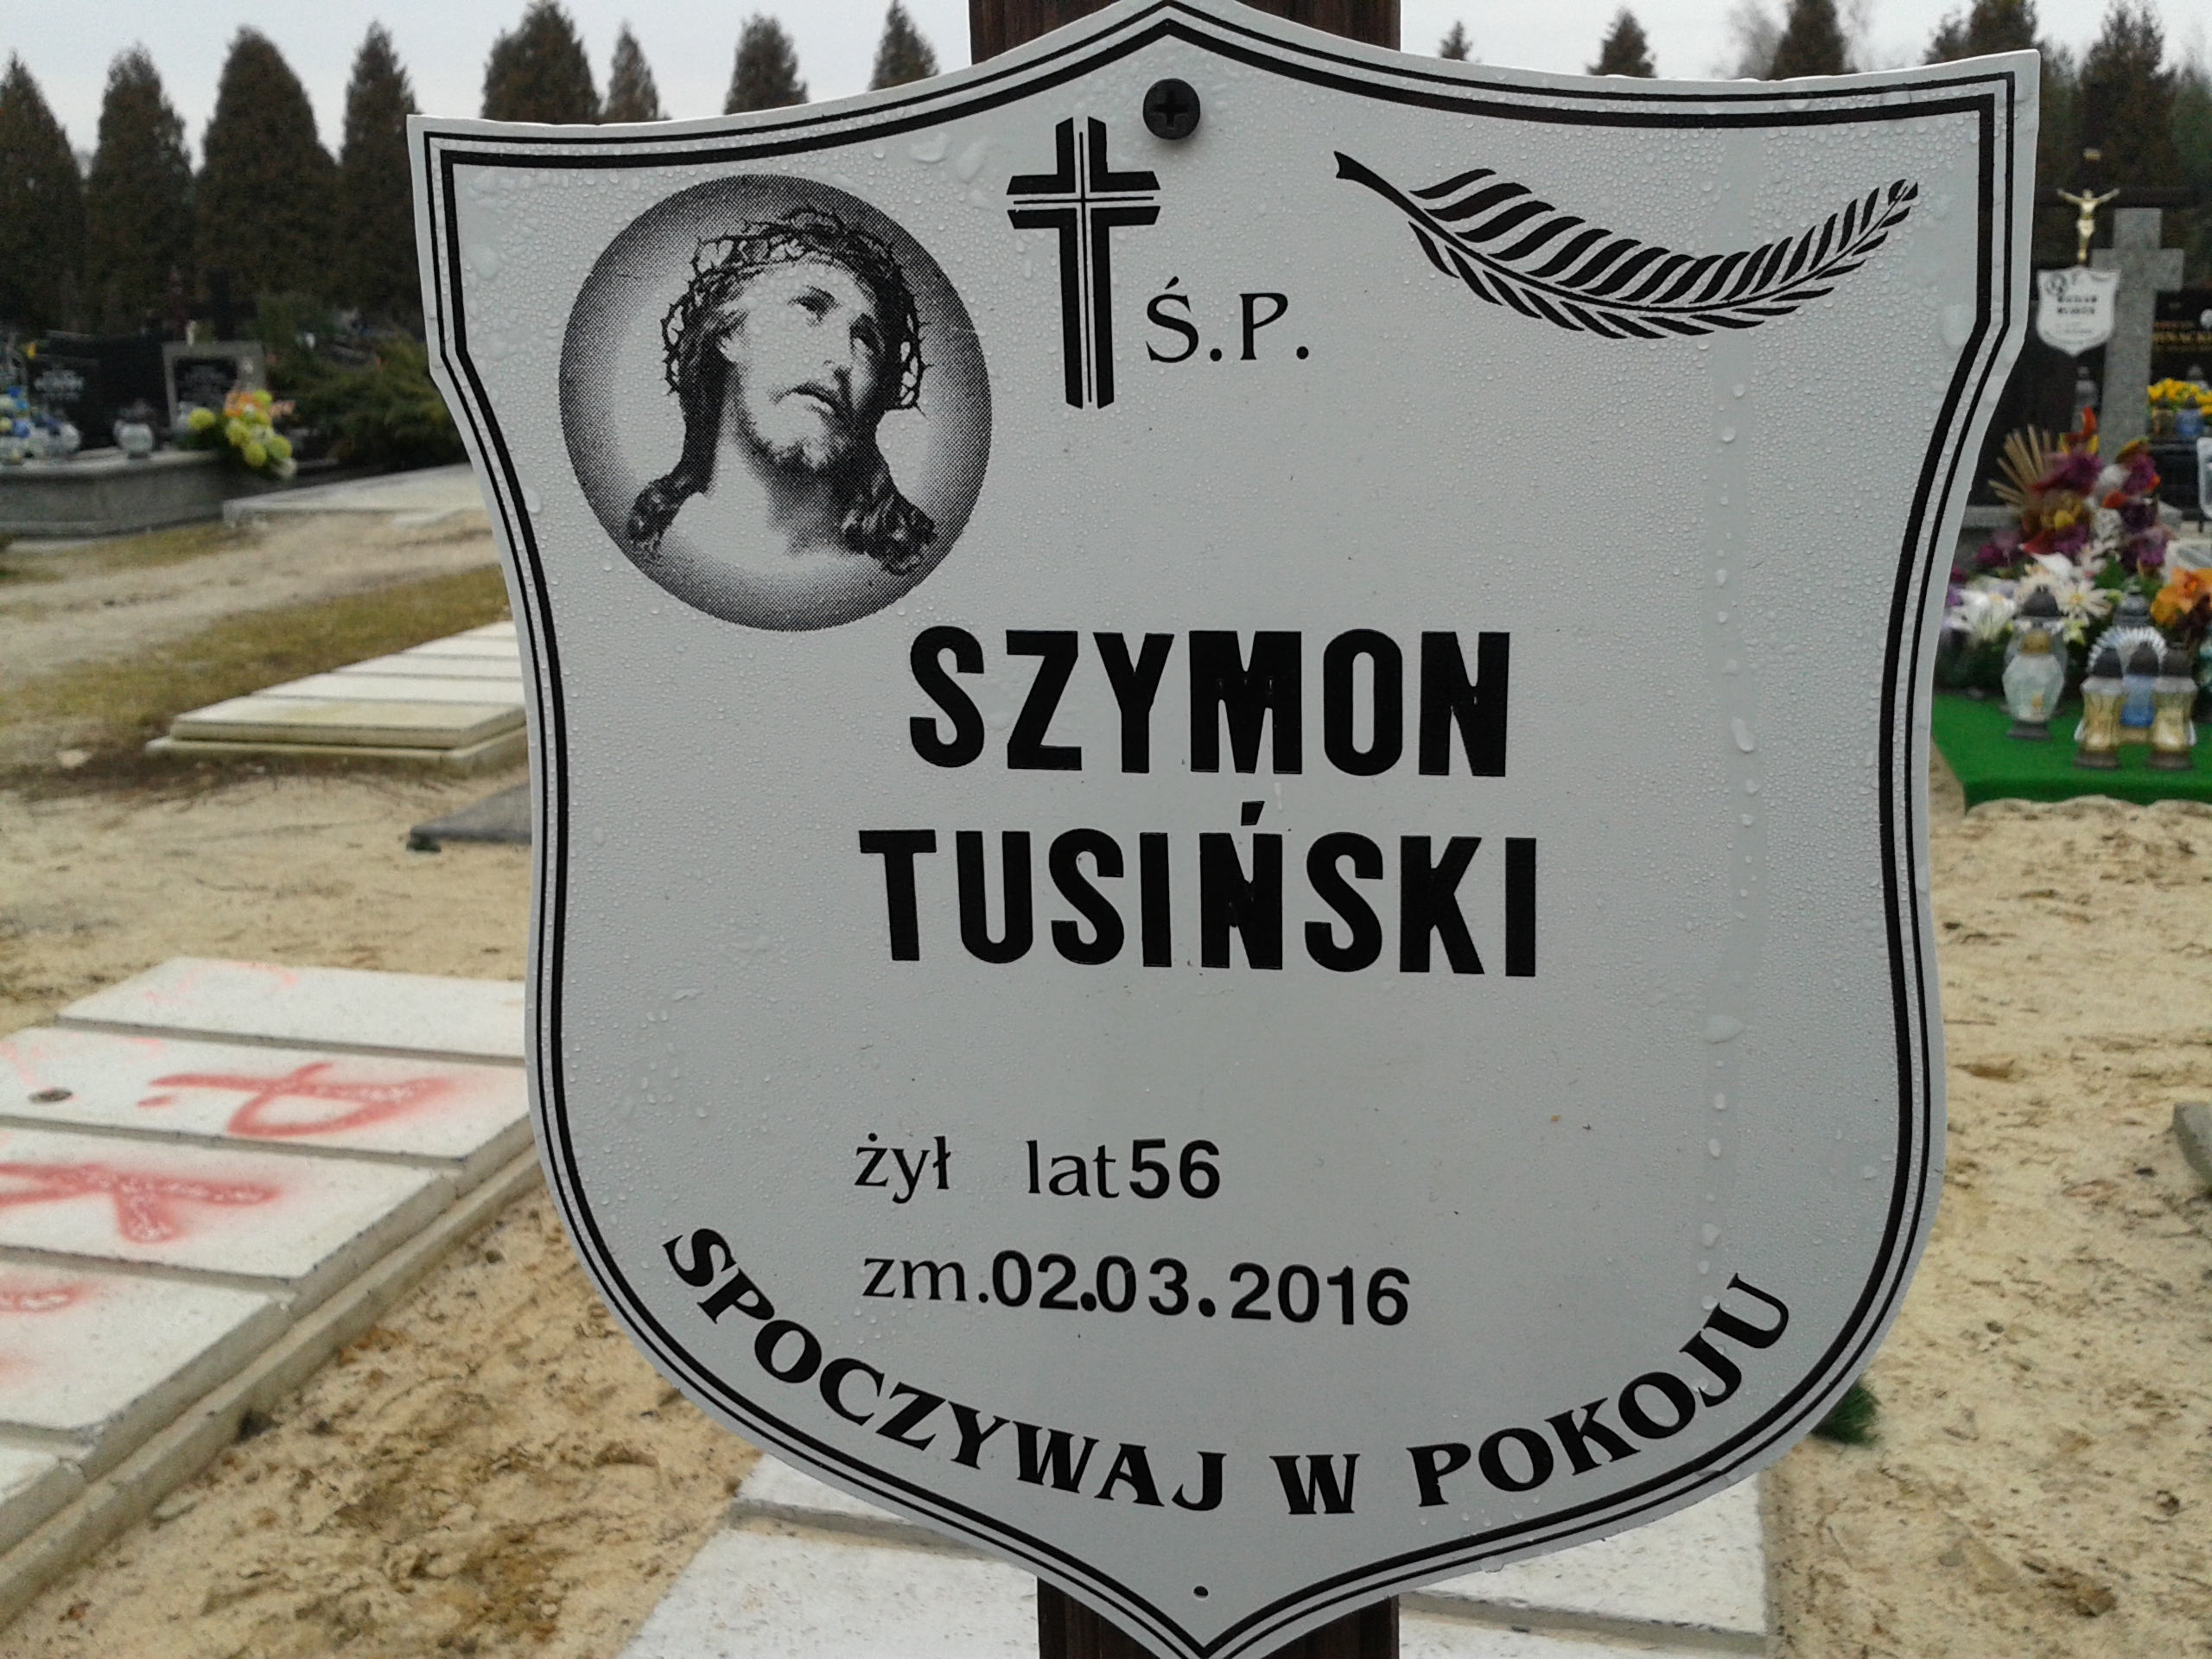 Ś.P.
SZYMON
TUSIŃSKI
żył lat 56
zm. 02.03.2016
SPOCZYWAJ W POKOJU
P.
K